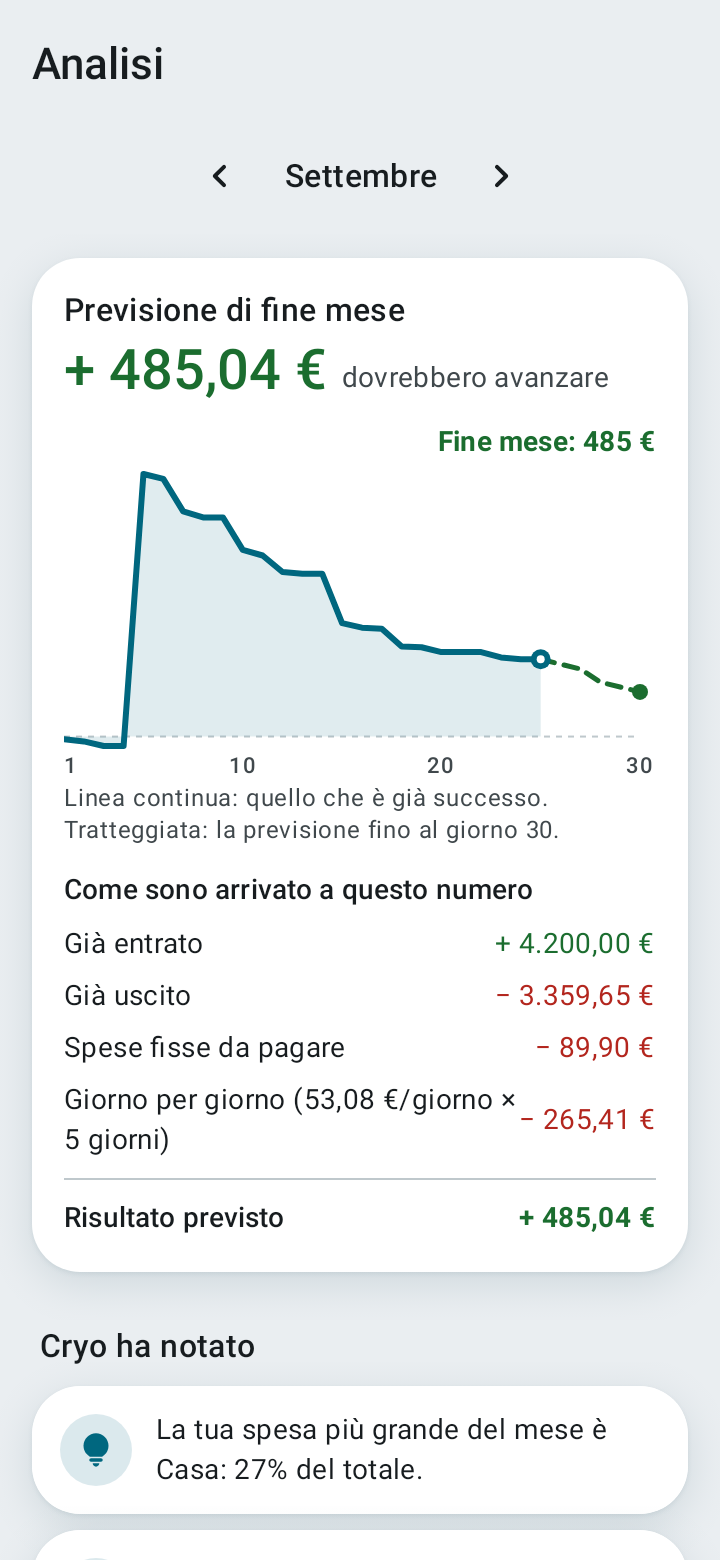 Analisi
Settembre
Previsione di fine mese
+ 485,04 € dovrebbero avanzare
Fine mese: 485 €
1 10 20 30
Linea continua: quello che è già successo.
Tratteggiata: la previsione fino al giorno 30.
Come sono arrivato a questo numero
Già entrato + 4.200,00 €
Già uscito − 3.359,65 €
Spese fisse da pagare − 89,90 €
Giorno per giorno (53,08 €/giorno ×
5 giorni) − 265,41 €
Risultato previsto + 485,04 €
Cryo ha notato
La tua spesa più grande del mese è
Casa: 27% del totale.